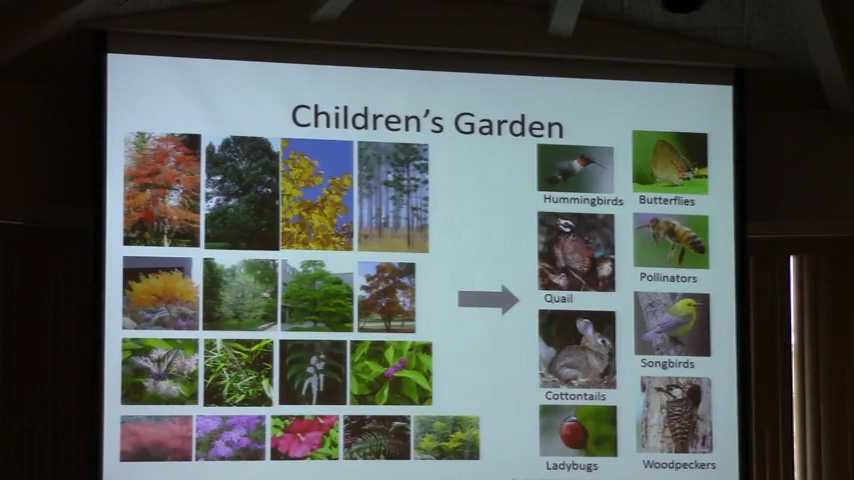 Children's Garden
Hummingbirds
Butterflies
Quail
Pollinators
Cottontails
Songbirds
Ladybugs
Woodpeckers